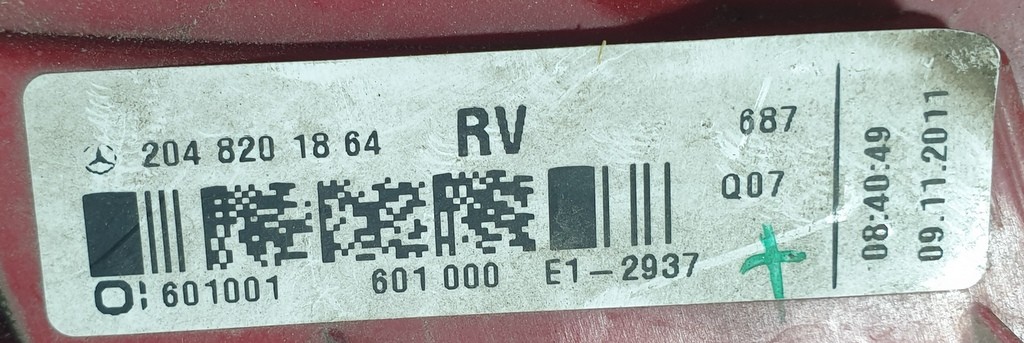 204 820 18 64
RV
687
Q07
O: 601001
601 000
E1-2937
08:40:49
09.11.2011